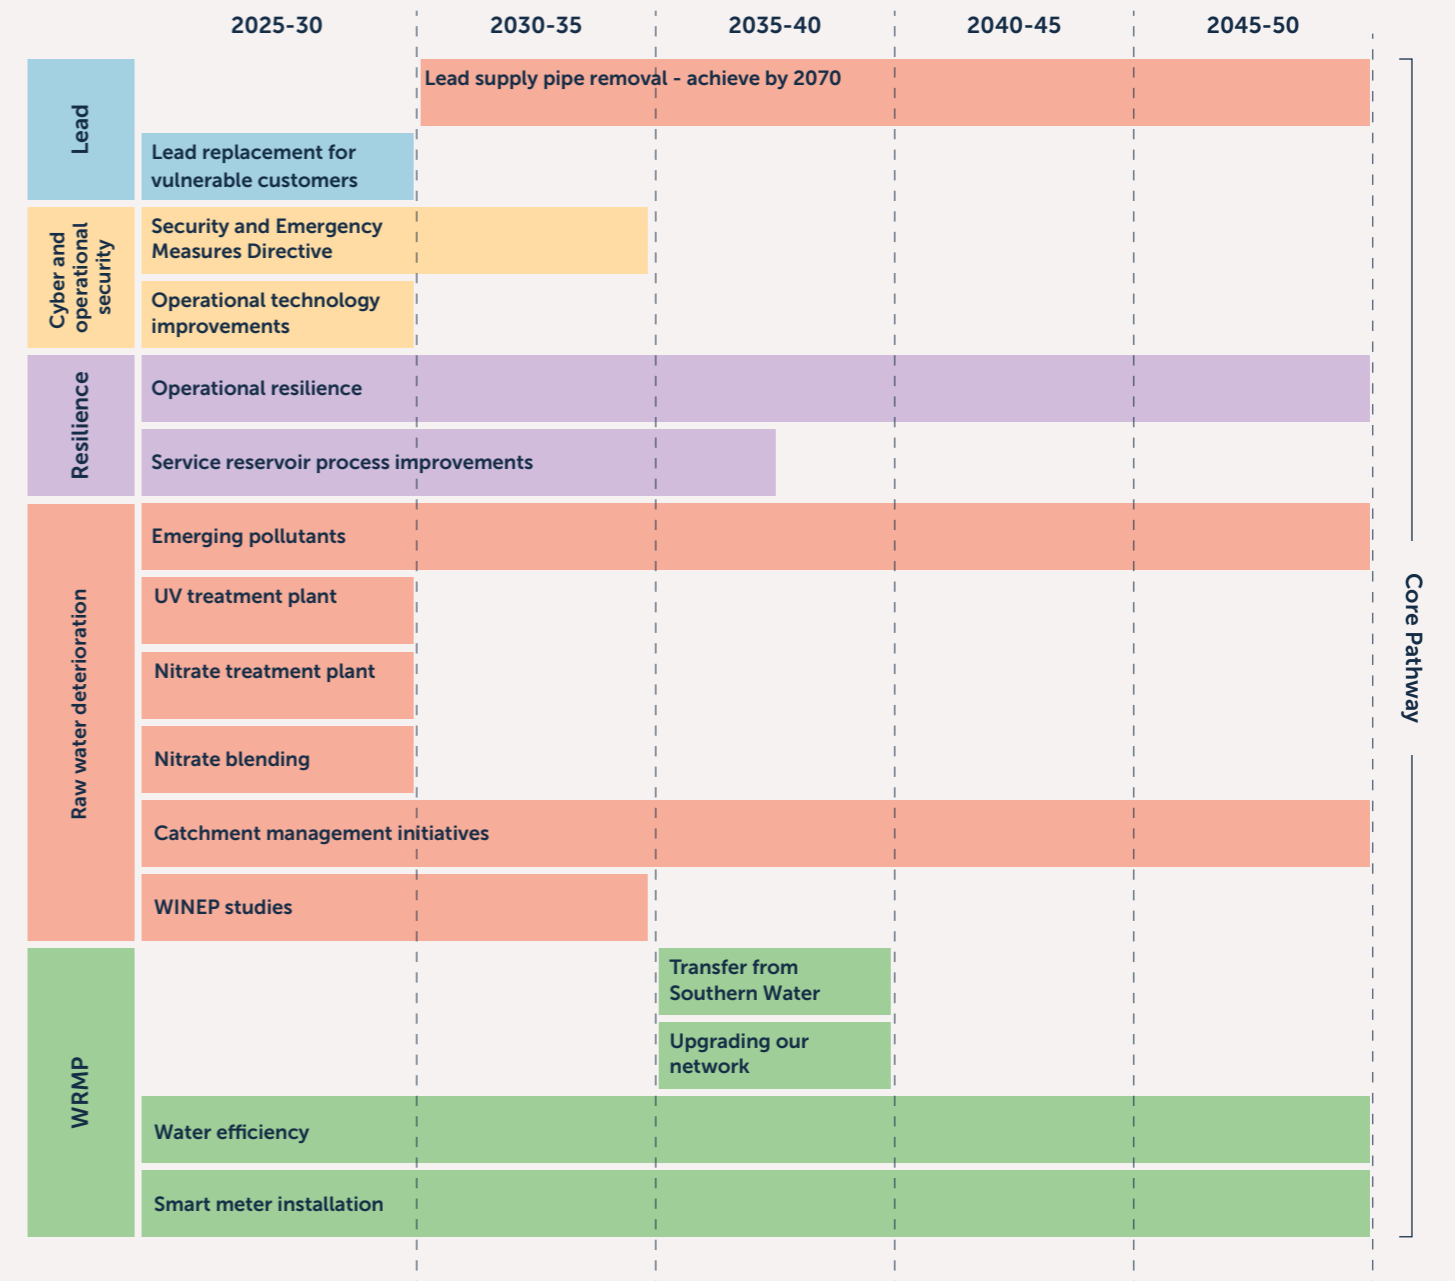 2025-30
2030-35
2035-40
2040-45
2045-50
Lead
Lead supply pipe removal - achieve by 2070
Lead replacement for
vulnerable customers
Cyber and
operational
security
Security and Emergency
Measures Directive
Operational technology
improvements
Resilience
Operational resilience
Service reservoir process improvements
Raw water deterioration
Emerging pollutants
UV treatment plant
Nitrate treatment plant
Nitrate blending
Catchment management initiatives
WINEP studies
WRMP
Transfer from
Southern Water
Upgrading our
network
Water efficiency
Smart meter installation
Core Pathway